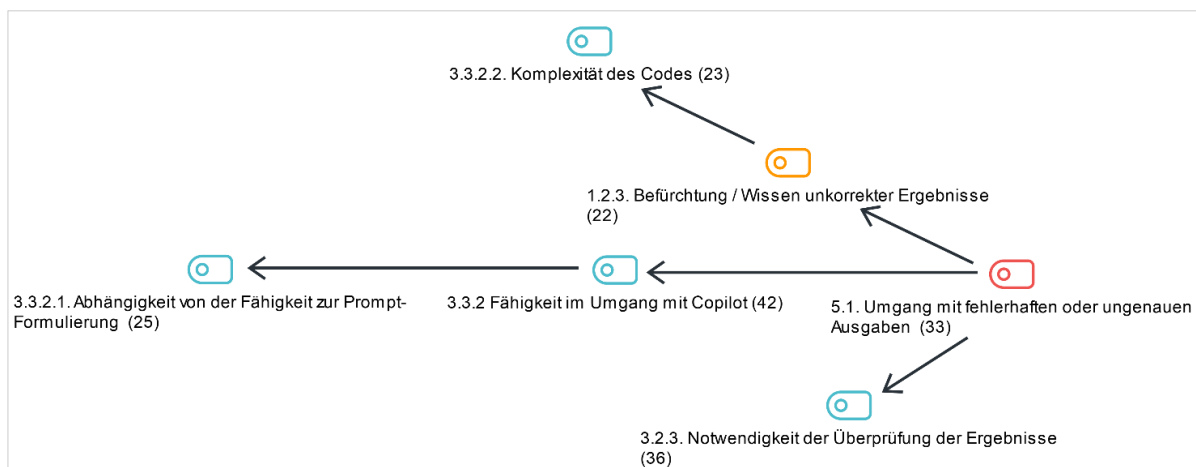 3.3.2.2. Komplexität des Codes (23)
1.2.3. Befürchtung / Wissen unkorrekter Ergebnisse
(22)
3.3.2.1. Abhängigkeit von der Fähigkeit zur Prompt-
Formulierung (25)
3.3.2 Fähigkeit im Umgang mit Copilot (42)
5.1. Umgang mit fehlerhaften oder ungenauen
Ausgaben (33)
3.2.3. Notwendigkeit der Überprüfung der Ergebnisse
(36)